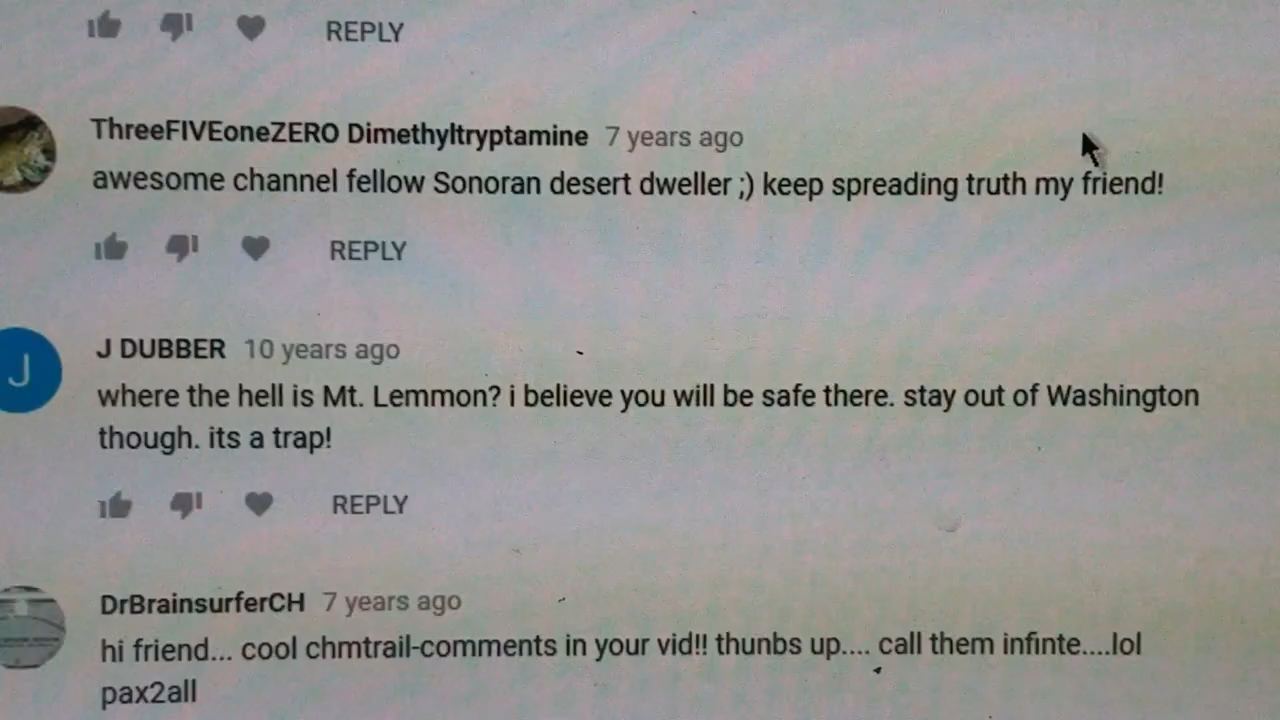 REPLY
ThreeFIVEoneZERO Dimethyltryptamine 7 years ago
awesome channel fellow Sonoran desert dweller ;) keep spreading truth my friend!
REPLY
J
J DUBBER 10 years ago
where the hell is Mt. Lemmon? i believe you will be safe there. stay out of Washington
though. its a trap!
REPLY
DrBrainsurferCH 7 years ago
hi friend... cool chmtrail-comments in your vid!! thunbs up.... call them infinte....lol
pax2all